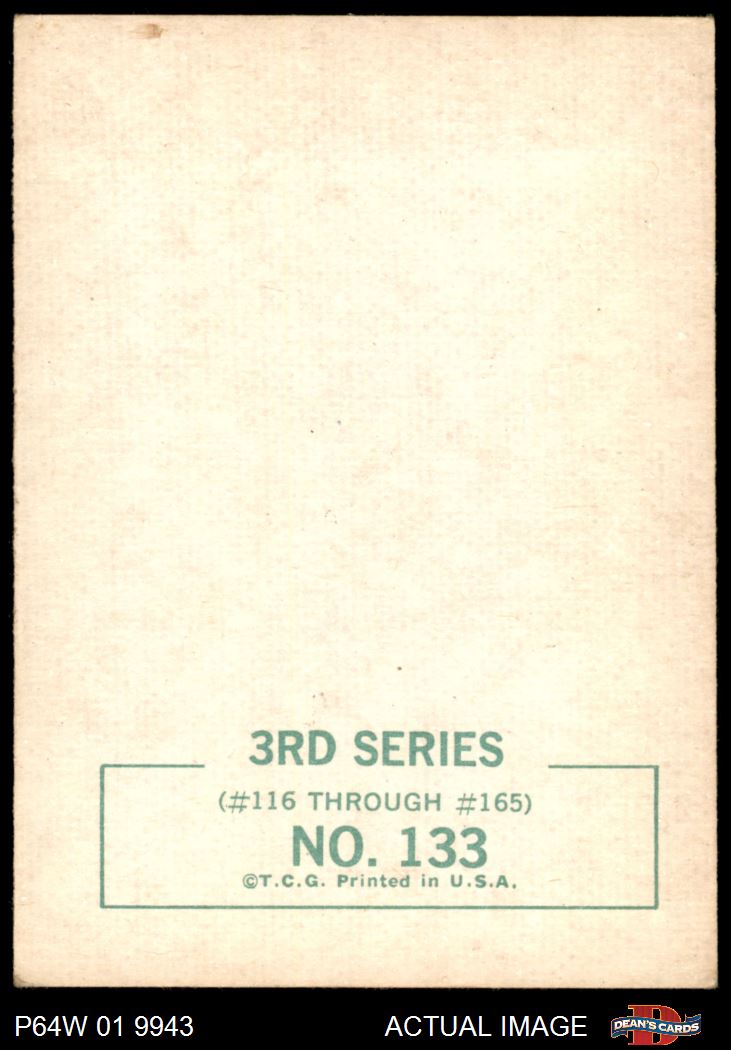 3RD SERIES
(#116 THROUGH #165)
NO. 133
©T.C.G. Printed in U.S.A.
P64W 01 9943
ACTUAL IMAGE
DEAN'S CARDS